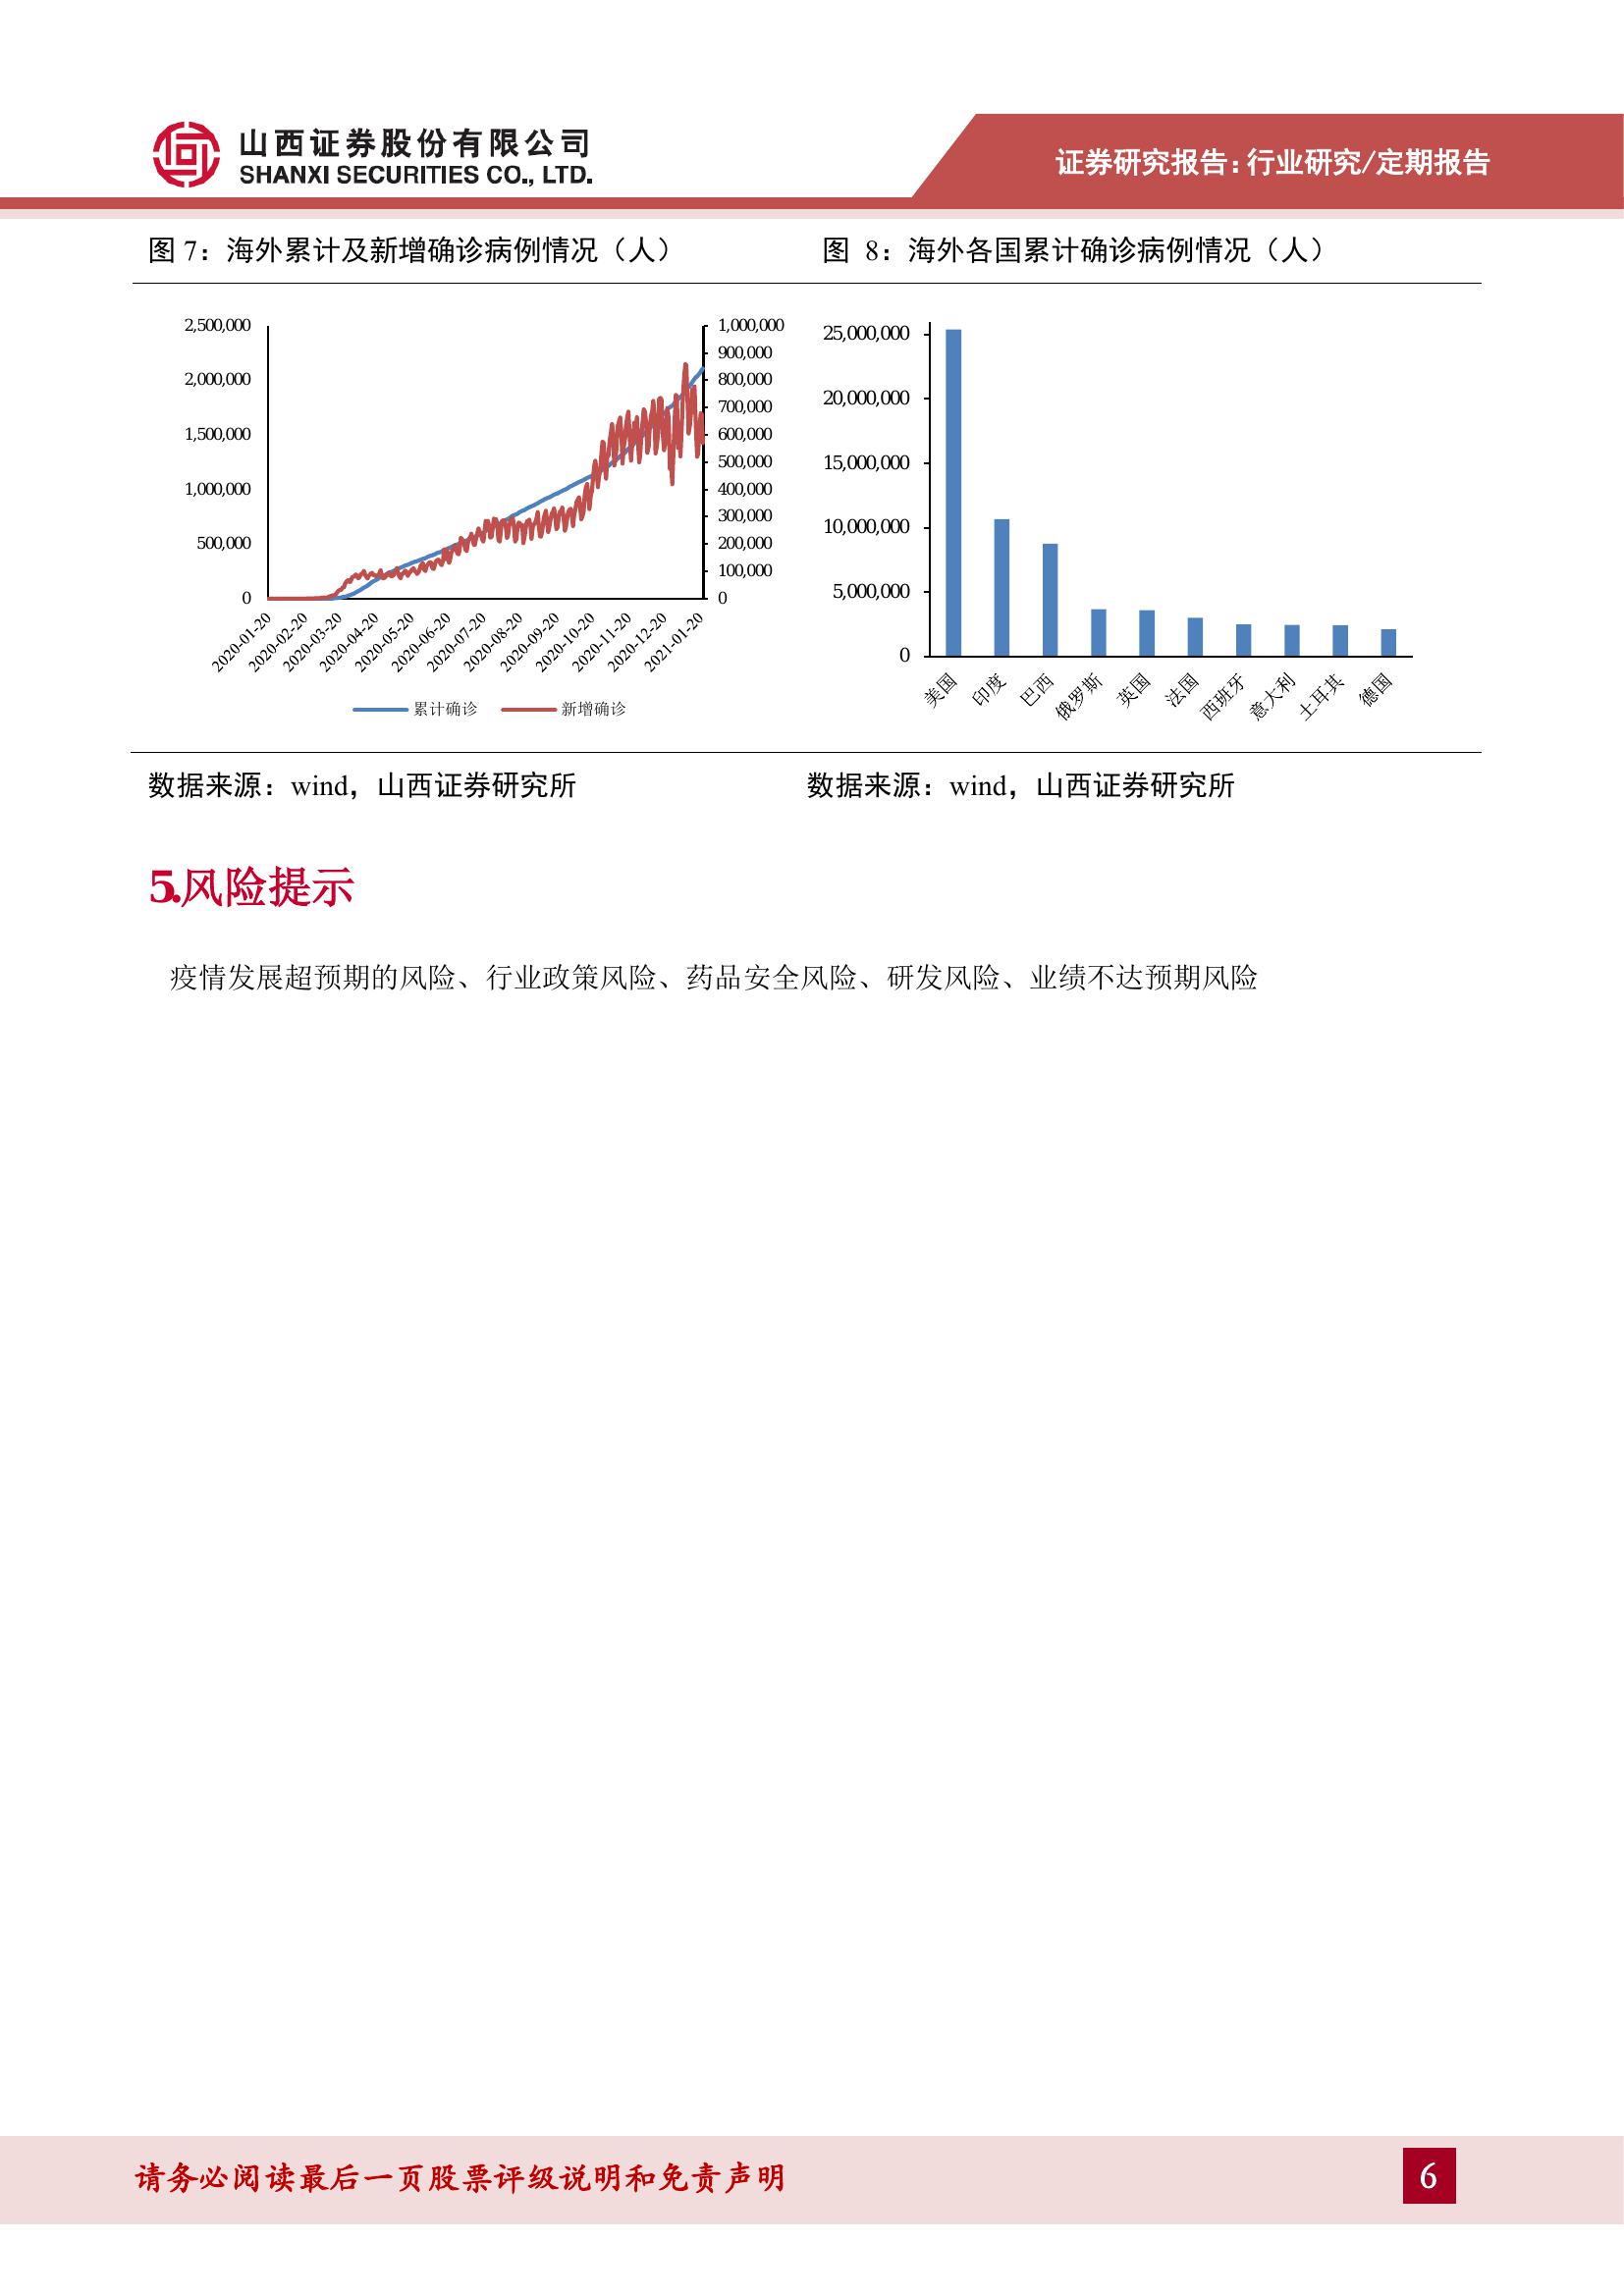 山西证券股份有限公司
SHANXI SECURITIES CO., LTD.
证券研究报告:行业研究/定期报告
图 7：海外累计及新增确诊病例情况（人）
图 8：海外各国累计确诊病例情况（人）
2,500,000
2,000,000
1,500,000
1,000,000
500,000
0
1,000,000
900,000
800,000
700,000
600,000
500,000
400,000
300,000
200,000
100,000
0
2020-01-20
2020-02-20
2020-03-20
2020-04-20
2020-05-20
2020-06-20
2020-07-20
2020-08-20
2020-09-20
2020-10-20
2020-11-20
2020-12-20
2021-01-20
累计确诊
新增确诊
25,000,000
20,000,000
15,000,000
10,000,000
5,000,000
0
美国
印度
巴西
俄罗斯
英国
法国
西班牙
意大利
土耳其
德国
数据来源：wind，山西证券研究所
数据来源：wind，山西证券研究所
5.风险提示
疫情发展超预期的风险、行业政策风险、药品安全风险、研发风险、业绩不达预期风险
请务必阅读最后一页股票评级说明和免责声明
6